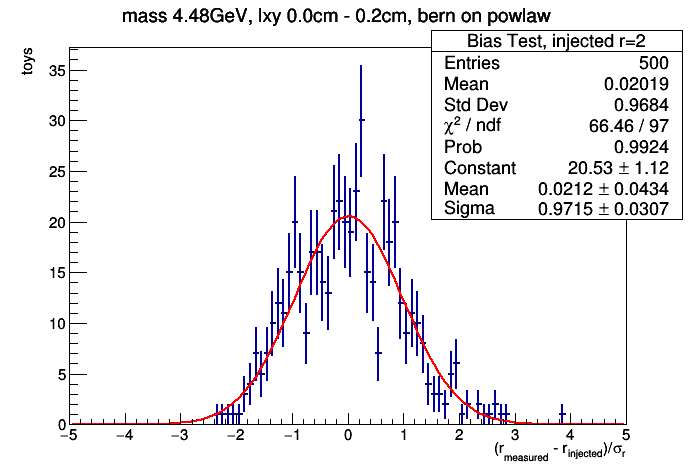 mass 4.48GeV, lxy 0.0cm - 0.2cm, bern on powlaw
Bias Test, injected r=2
Entries 500
Mean 0.02019
Std Dev 0.9684
χ² / ndf 66.46 / 97
Prob 0.9924
Constant 20.53 ± 1.12
Mean 0.0212 ± 0.0434
Sigma 0.9715 ± 0.0307
toys
35
30
25
20
15
10
5
0
−5 −4 −3 −2 −1 0 1 2 3 4 5
(r_measured - r_injected)/σ_r